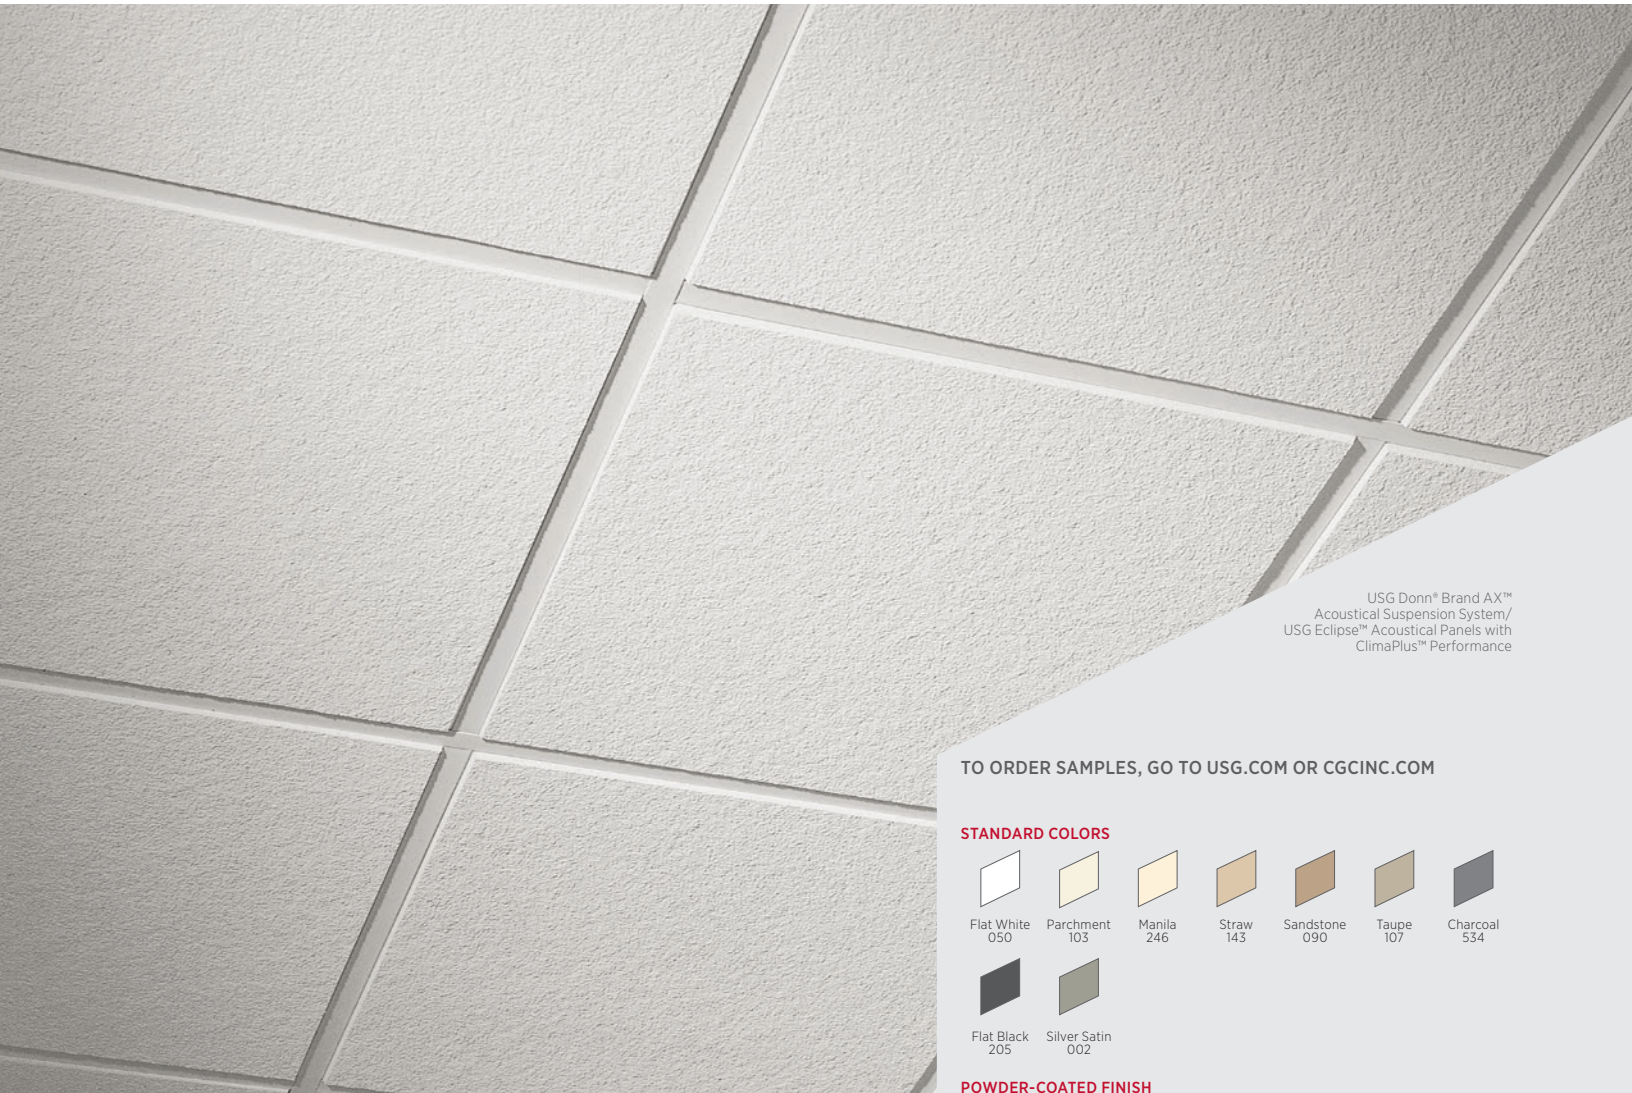 USG Donn® Brand AX™
Acoustical Suspension System/
USG Eclipse™ Acoustical Panels with
ClimaPlus™ Performance
TO ORDER SAMPLES, GO TO USG.COM OR CGCINC.COM
STANDARD COLORS
Flat White
050
Parchment
103
Manila
246
Straw
143
Sandstone
090
Taupe
107
Charcoal
534
Flat Black
205
Silver Satin
002
POWDER-COATED FINISH